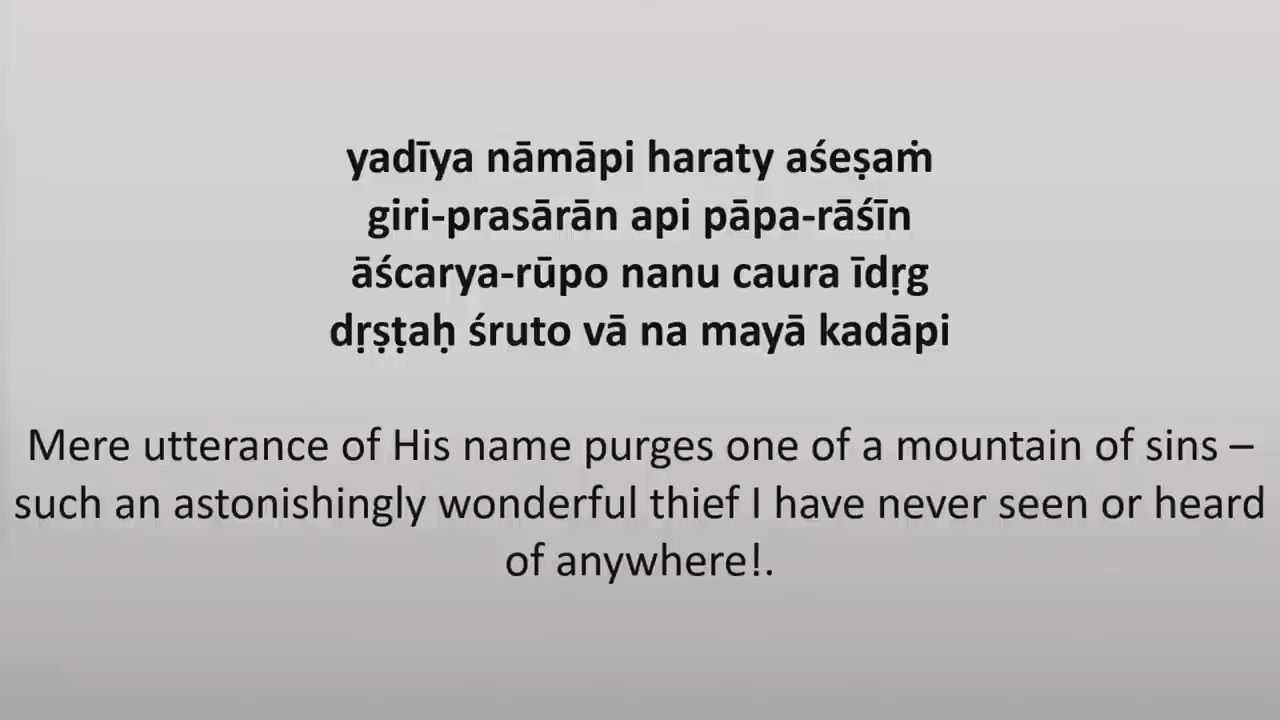 yadīya nāmāpi haraty aśeṣaṁ
giri-prasārān api pāpa-rāśīn
āścarya-rūpo nanu caura īdṛg
dṛṣṭaḥ śruto vā na mayā kadāpi
Mere utterance of His name purges one of a mountain of sins –
such an astonishingly wonderful thief I have never seen or heard
of anywhere!.